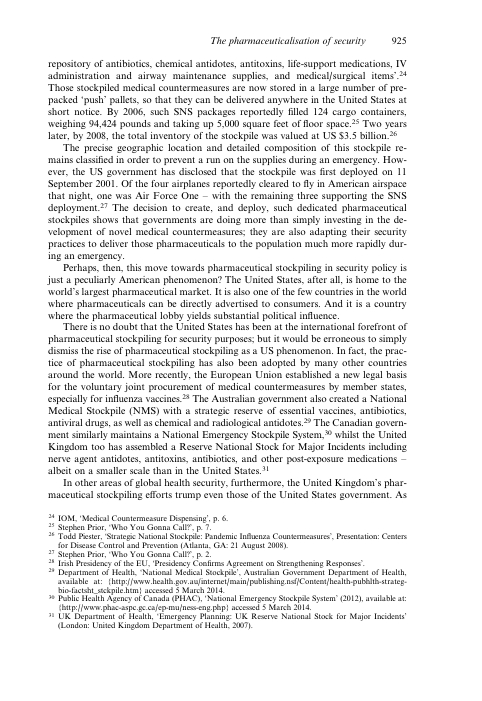 The pharmaceuticalisation of security 925
repository of antibiotics, chemical antidotes, antitoxins, life-support medications, IV
administration and airway maintenance supplies, and medical/surgical items'.24
Those stockpiled medical countermeasures are now stored in a large number of pre-
packed 'push' pallets, so that they can be delivered anywhere in the United States at
short notice. By 2006, such SNS packages reportedly filled 124 cargo containers,
weighing 94,424 pounds and taking up 5,000 square feet of floor space.25 Two years
later, by 2008, the total inventory of the stockpile was valued at US $3.5 billion.26
The precise geographic location and detailed composition of this stockpile re-
mains classified in order to prevent a run on the supplies during an emergency. How-
ever, the US government has disclosed that the stockpile was first deployed on 11
September 2001. Of the four airplanes reportedly cleared to fly in American airspace
that night, one was Air Force One – with the remaining three supporting the SNS
deployment.27 The decision to create, and deploy, such dedicated pharmaceutical
stockpiles shows that governments are doing more than simply investing in the de-
velopment of novel medical countermeasures; they are also adapting their security
practices to deliver those pharmaceuticals to the population much more rapidly dur-
ing an emergency.
Perhaps, then, this move towards pharmaceutical stockpiling in security policy is
just a peculiarly American phenomenon? The United States, after all, is home to the
world's largest pharmaceutical market. It is also one of the few countries in the world
where pharmaceuticals can be directly advertised to consumers. And it is a country
where the pharmaceutical lobby yields substantial political influence.
There is no doubt that the United States has been at the international forefront of
pharmaceutical stockpiling for security purposes; but it would be erroneous to simply
dismiss the rise of pharmaceutical stockpiling as a US phenomenon. In fact, the prac-
tice of pharmaceutical stockpiling has also been adopted by many other countries
around the world. More recently, the European Union established a new legal basis
for the voluntary joint procurement of medical countermeasures by member states,
especially for influenza vaccines.28 The Australian government also created a National
Medical Stockpile (NMS) with a strategic reserve of essential vaccines, antibiotics,
antiviral drugs, as well as chemical and radiological antidotes.29 The Canadian govern-
ment similarly maintains a National Emergency Stockpile System,30 whilst the United
Kingdom too has assembled a Reserve National Stock for Major Incidents including
nerve agent antidotes, antitoxins, antibiotics, and other post-exposure medications –
albeit on a smaller scale than in the United States.31
In other areas of global health security, furthermore, the United Kingdom's phar-
maceutical stockpiling efforts trump even those of the United States government. As
24 IOM, 'Medical Countermeasure Dispensing', p. 6.
25 Stephen Prior, 'Who You Gonna Call?', p. 7.
26 Todd Piester, 'Strategic National Stockpile: Pandemic Influenza Countermeasures', Presentation: Centers
for Disease Control and Prevention (Atlanta, GA: 21 August 2008).
27 Stephen Prior, 'Who You Gonna Call?', p. 2.
28 Irish Presidency of the EU, 'Presidency Confirms Agreement on Strengthening Responses'.
29 Department of Health, 'National Medical Stockpile', Australian Government Department of Health,
available at: ⟨http://www.health.gov.au/internet/main/publishing.nsf/Content/health-pubhlth-strateg-
bio-factsht_stckpile.htm⟩ accessed 5 March 2014.
30 Public Health Agency of Canada (PHAC), 'National Emergency Stockpile System' (2012), available at:
⟨http://www.phac-aspc.gc.ca/ep-mu/ness-eng.php⟩ accessed 5 March 2014.
31 UK Department of Health, 'Emergency Planning: UK Reserve National Stock for Major Incidents'
(London: United Kingdom Department of Health, 2007).